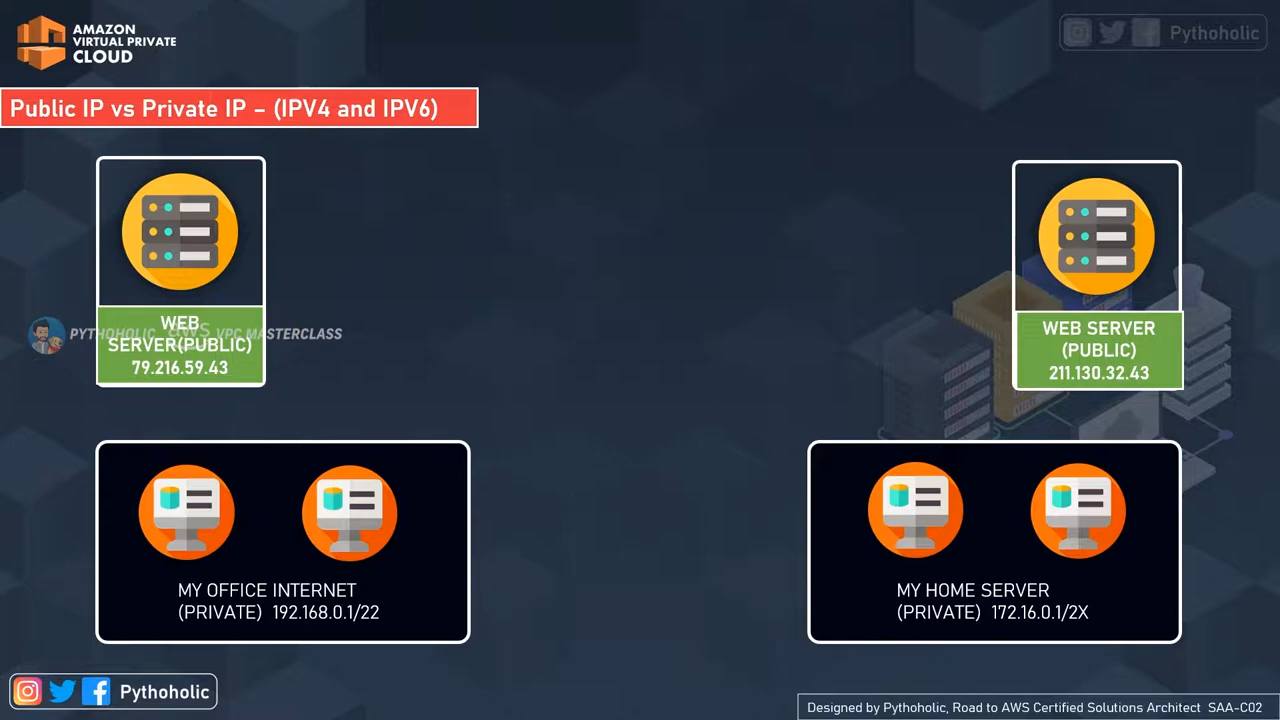 AMAZON
VIRTUAL PRIVATE
CLOUD
Pythoholic
Public IP vs Private IP – (IPV4 and IPV6)
WEB
SERVER(PUBLIC)
79.216.59.43
PYTHOHOLIC aws VPC MASTERCLASS
WEB SERVER
(PUBLIC)
211.130.32.43
MY OFFICE INTERNET
(PRIVATE) 192.168.0.1/22
MY HOME SERVER
(PRIVATE) 172.16.0.1/2X
Pythoholic
Designed by Pythoholic, Road to AWS Certified Solutions Architect SAA-C02